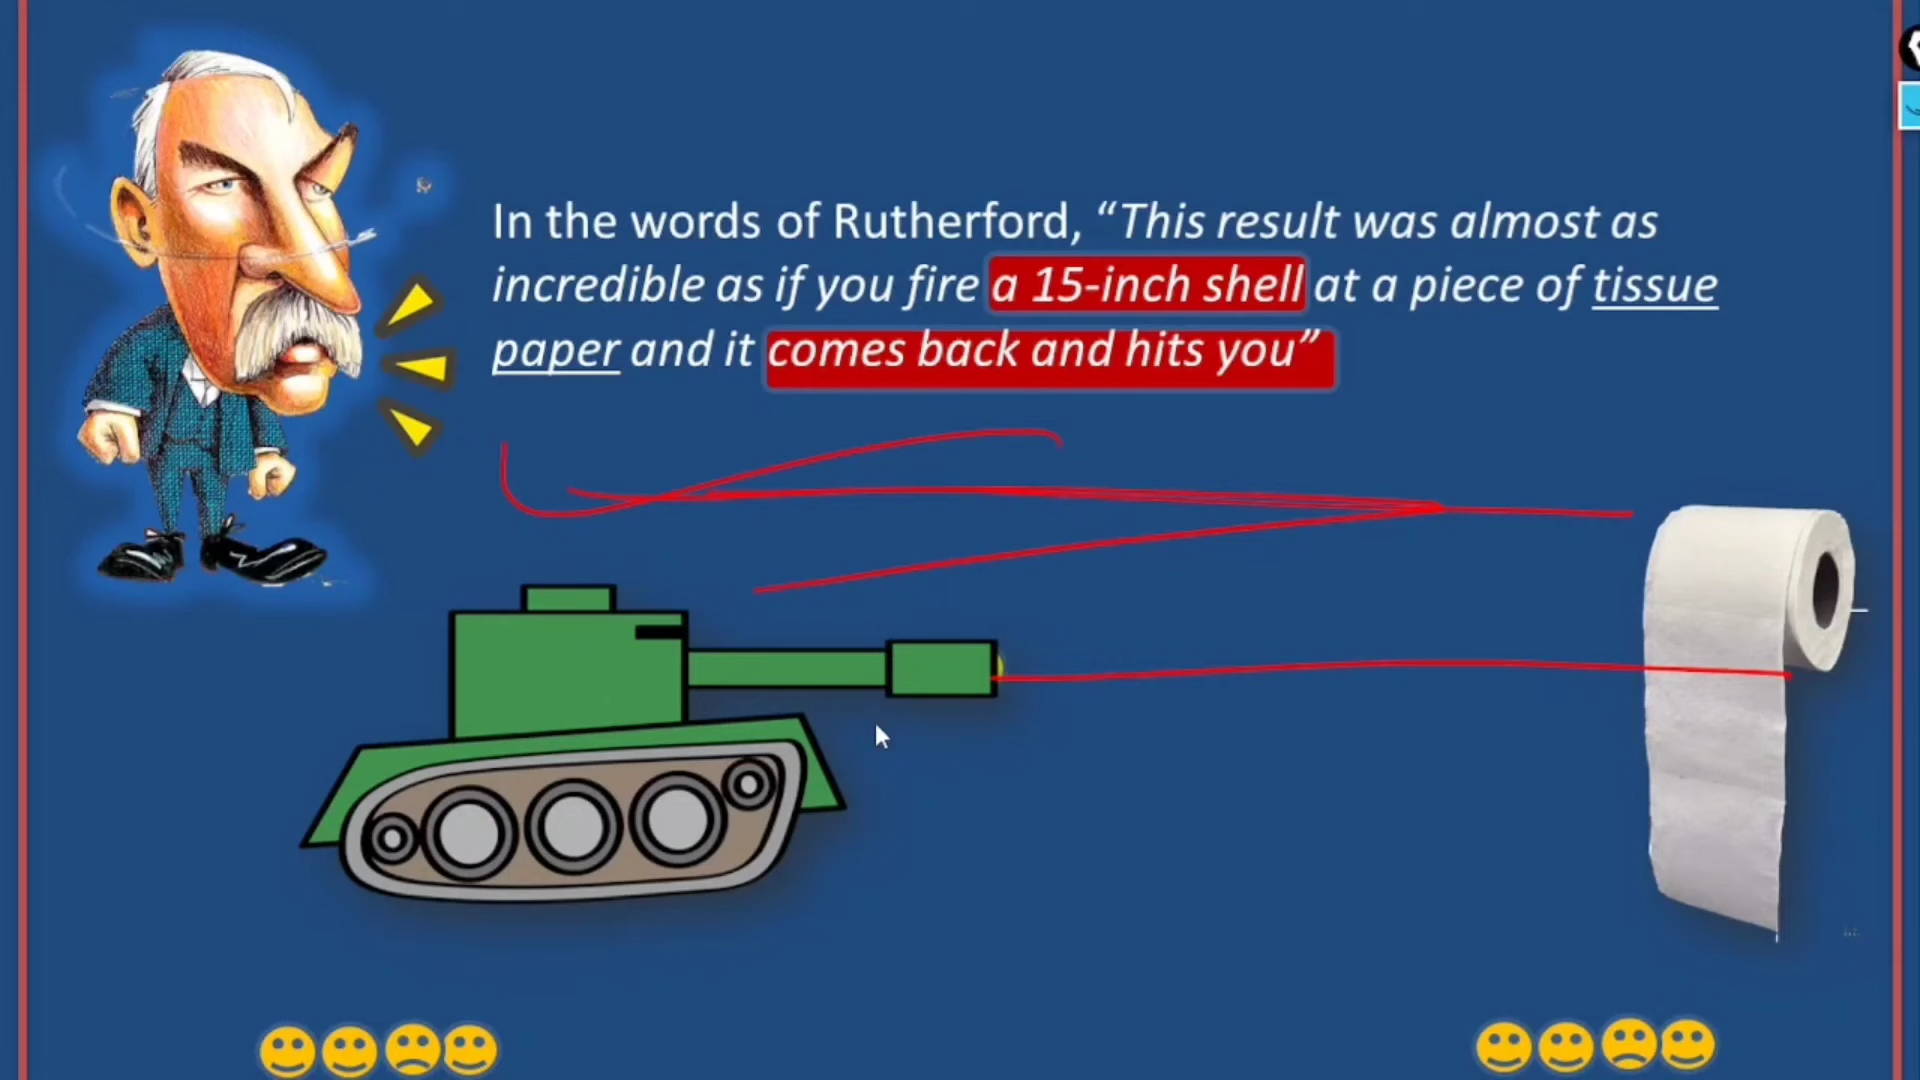 In the words of Rutherford, “This result was almost as
incredible as if you fire a 15-inch shell at a piece of tissue
paper and it comes back and hits you”